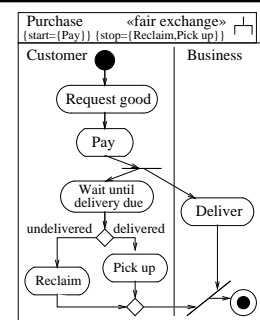 Purchase «fair exchange»
{start={Pay}} {stop={Reclaim,Pick up}}
Customer Business
Request good
Pay
Wait until
delivery due
Deliver
undelivered delivered
Reclaim Pick up